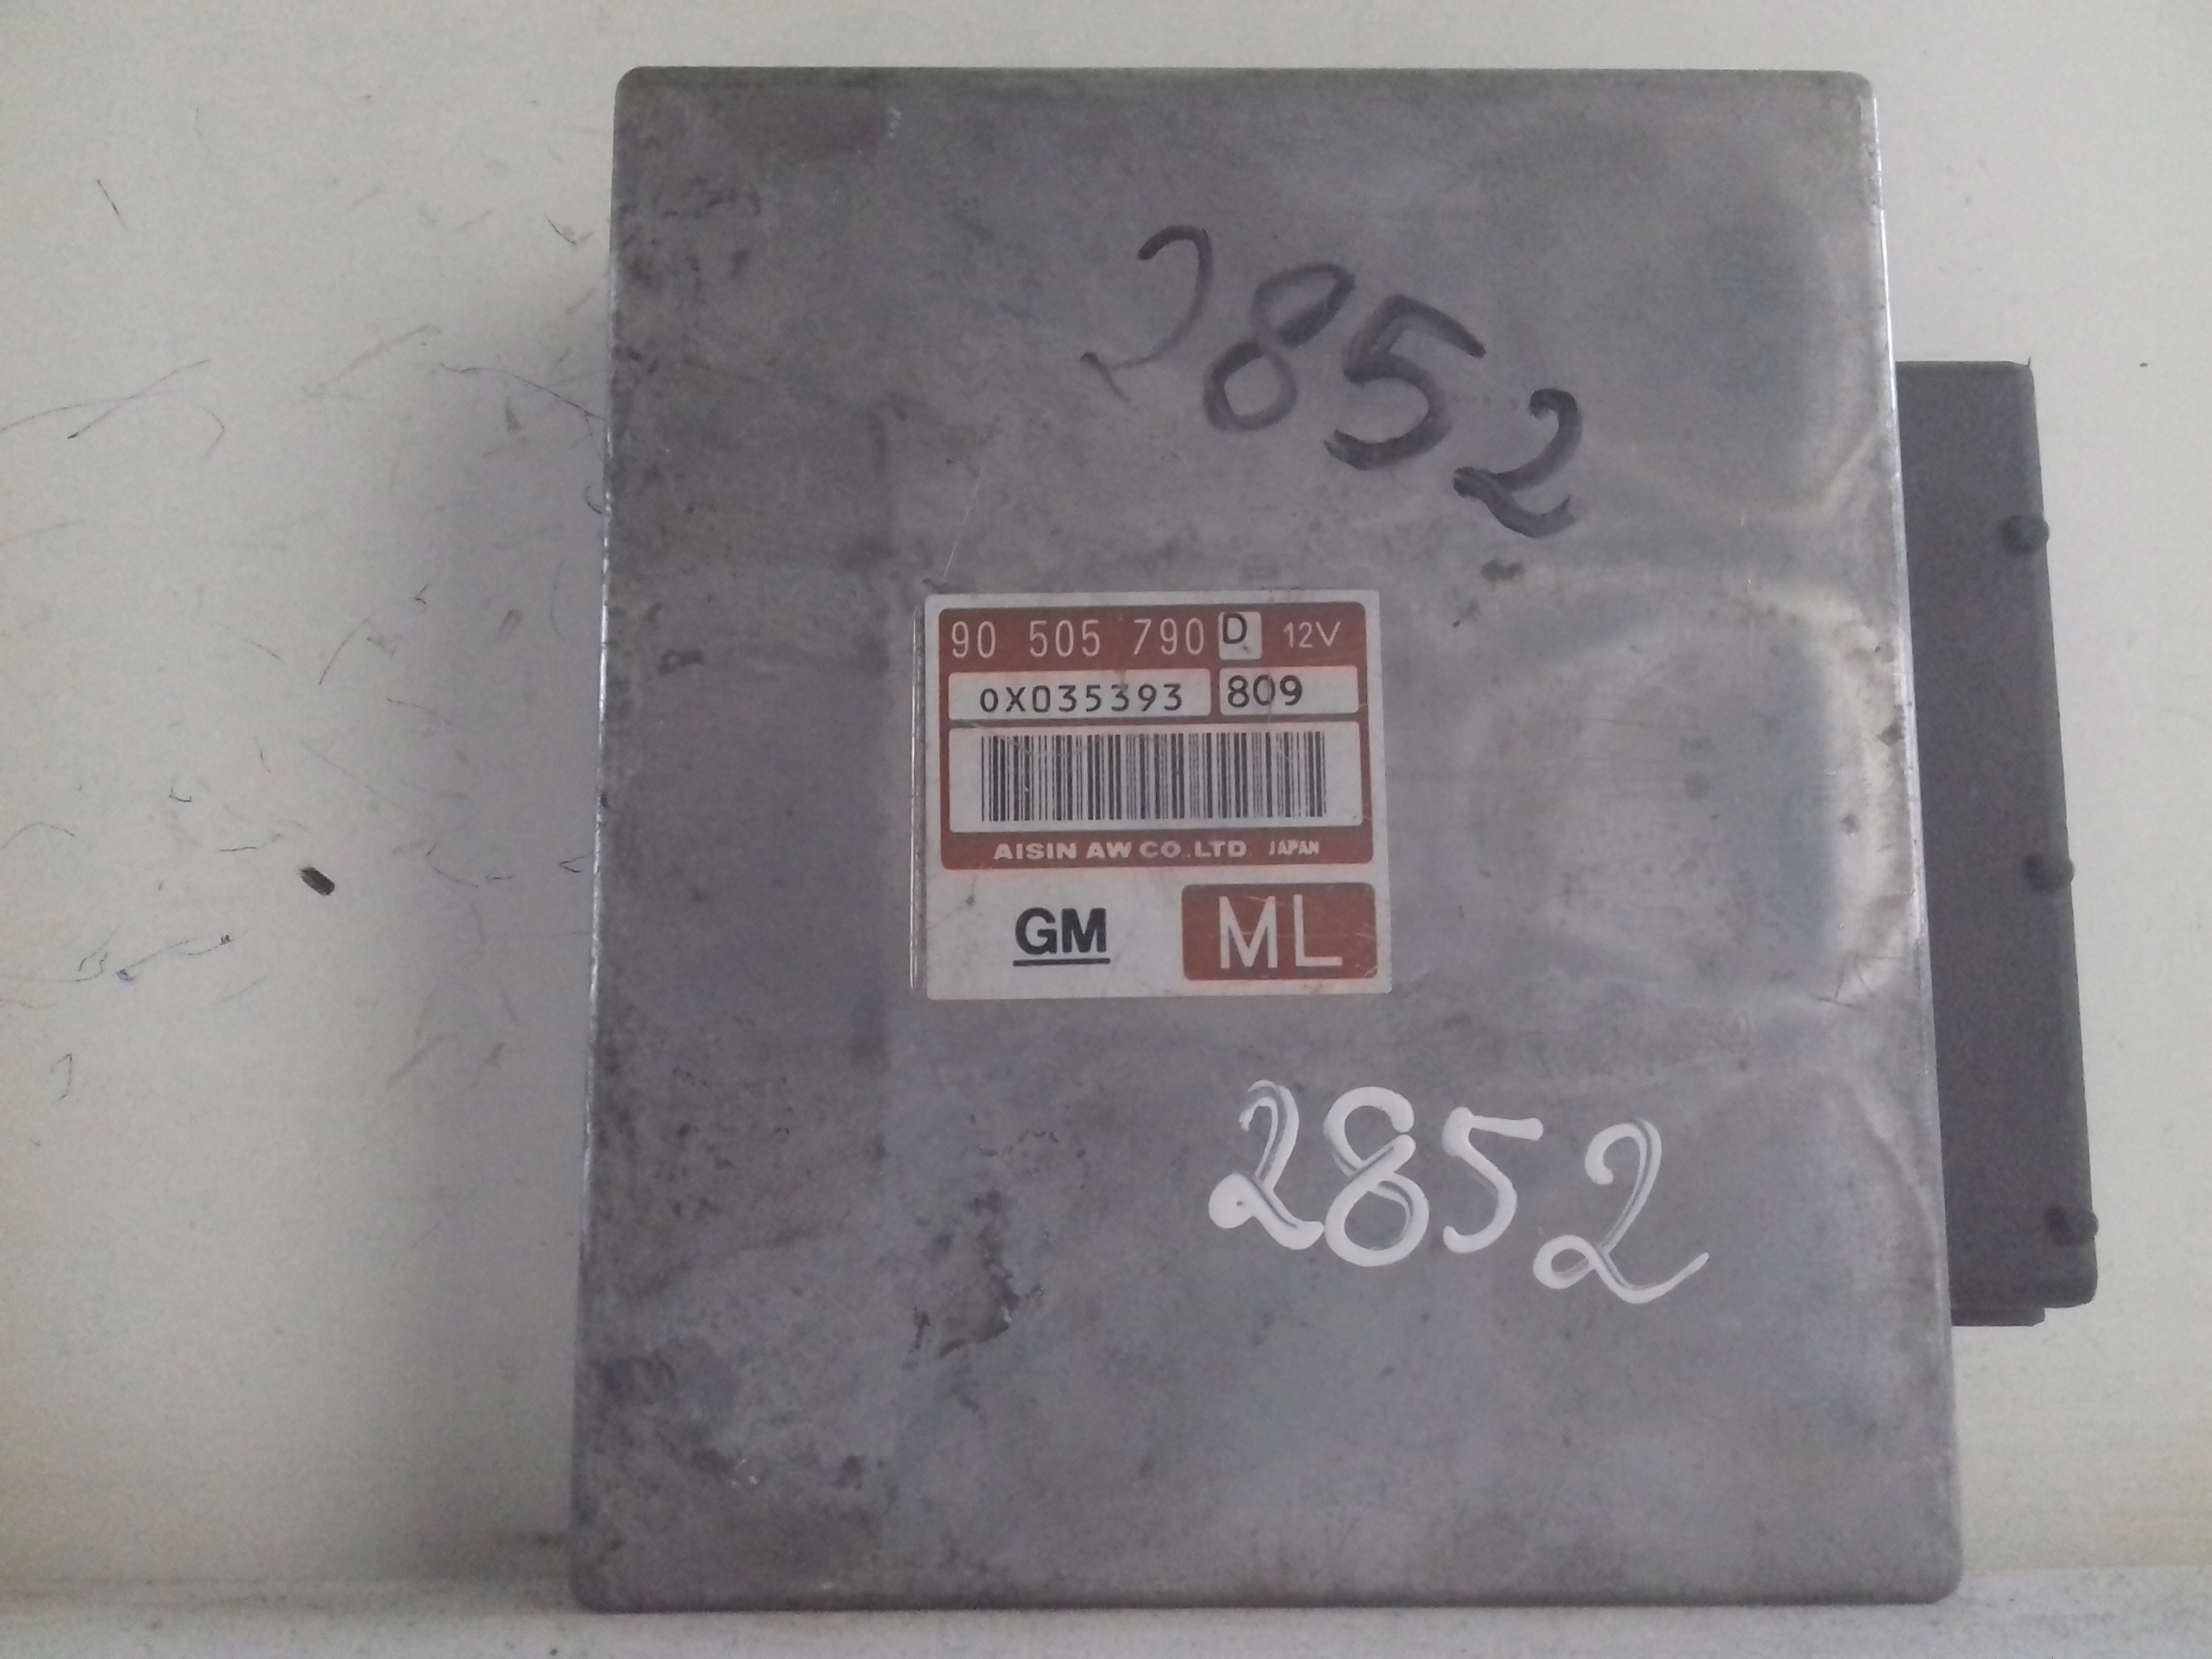 2852
90 505 790 D 12V
0X035393 809
AISIN AW CO.,LTD JAPAN
GM ML
2852